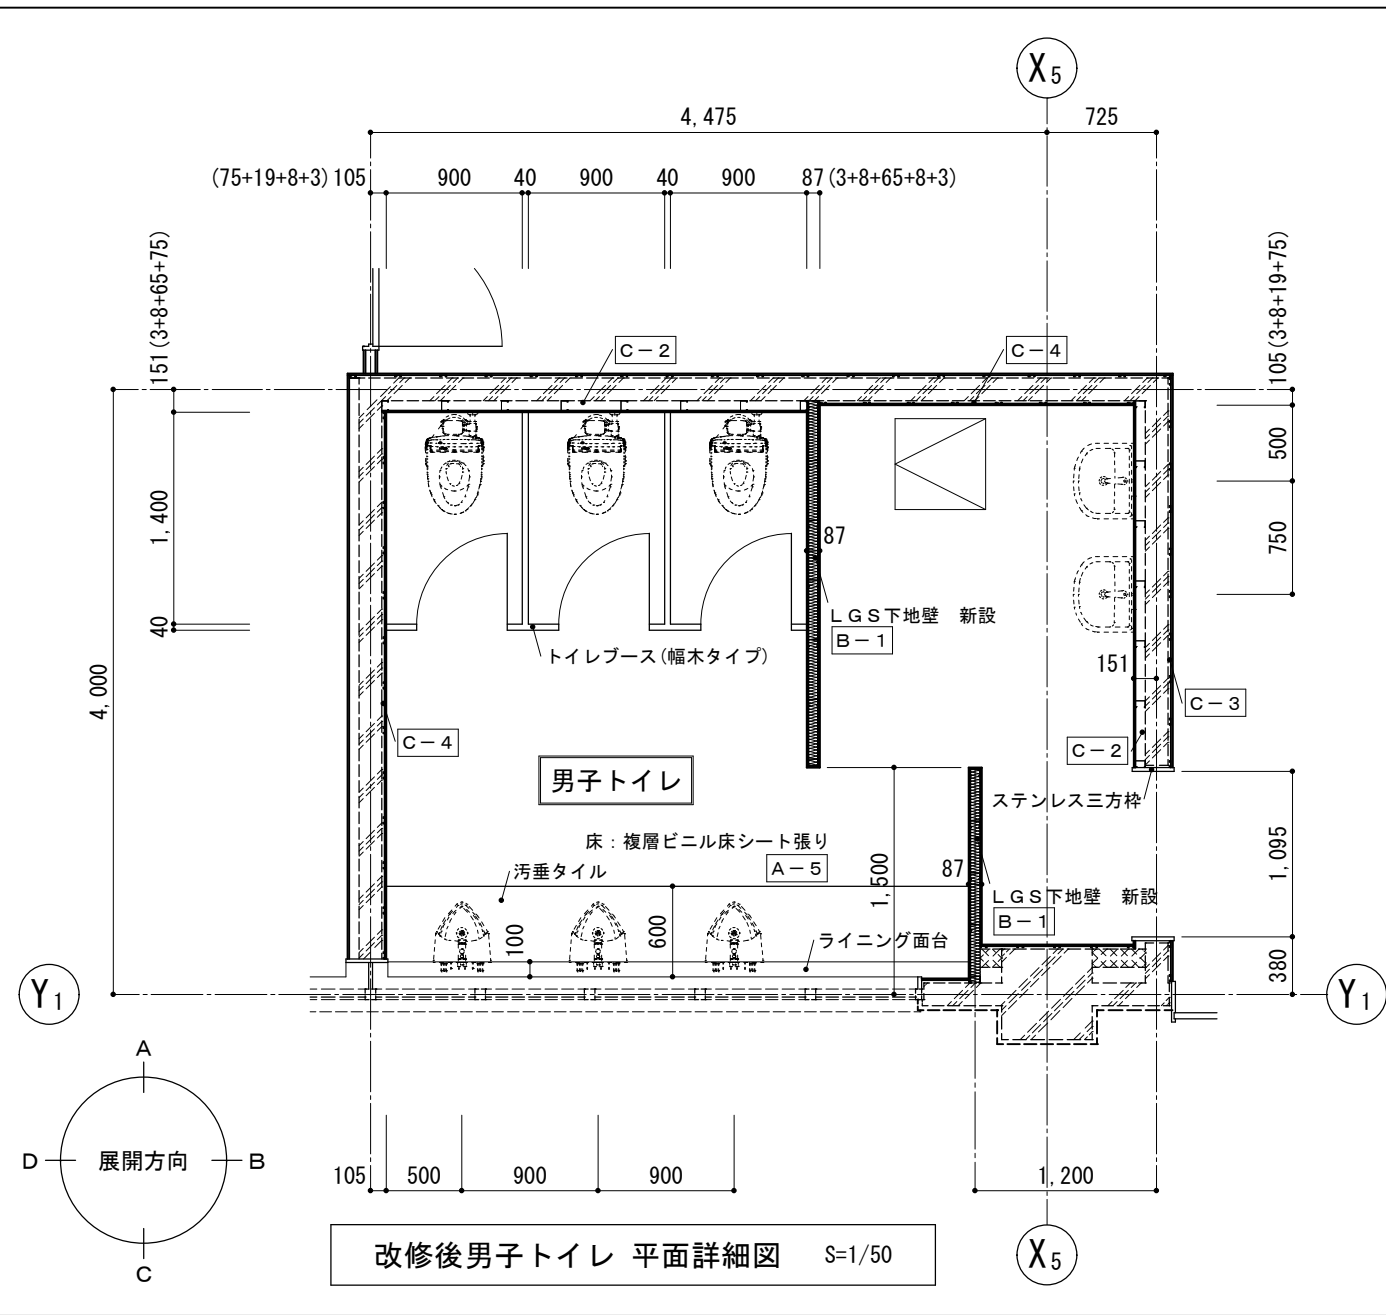 X5
4,475
725
(75+19+8+3) 105
900
40
900
40
900
87 (3+8+65+8+3)
151 (3+8+65+75)
105 (3+8+19+75)
C－2
C－4
500
1,400
87
750
LGS下地壁　新設
B－1
40
トイレブース(幅木タイプ)
151
4,000
C－3
C－4
C－2
男子トイレ
ステンレス三方枠
床：複層ビニル床シート張り
A－5
汚垂タイル
1,500
87
1,095
LGS下地壁　新設
B－1
100
600
ライニング面台
380
Y1
Y1
A
D
展開方向
B
C
105
500
900
900
1,200
改修後男子トイレ 平面詳細図　S=1/50
X5